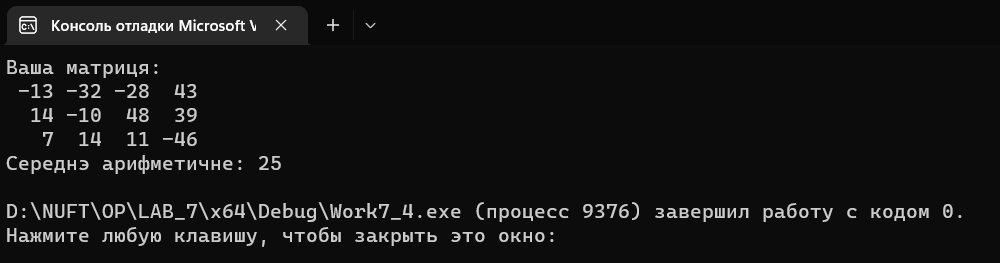 Консоль отладки Microsoft V
Ваша матриця:
-13 -32 -28 43
14 -10 48 39
7 14 11 -46
Середнэ арифметичне: 25
D:\NUFT\OP\LAB_7\x64\Debug\Work7_4.exe (процесс 9376) завершил работу с кодом 0.
Нажмите любую клавишу, чтобы закрыть это окно: